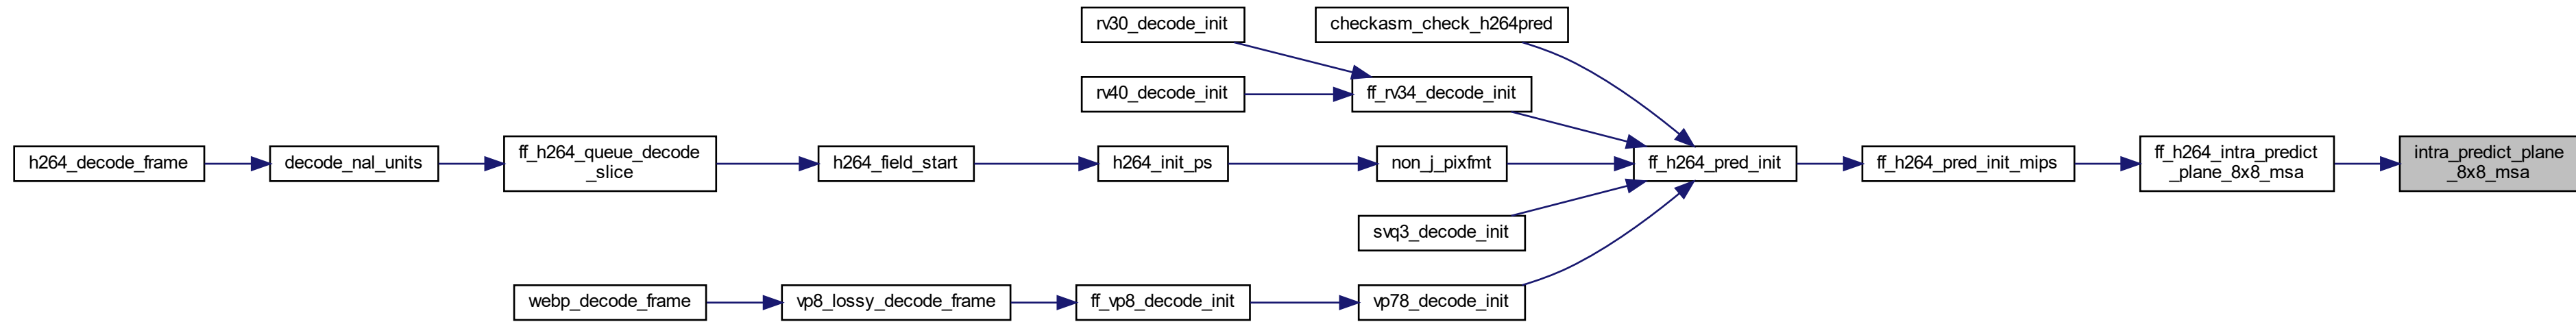 rv30_decode_init
checkasm_check_h264pred
rv40_decode_init
ff_rv34_decode_init
h264_decode_frame
decode_nal_units
ff_h264_queue_decode
_slice
h264_field_start
h264_init_ps
non_j_pixfmt
ff_h264_pred_init
ff_h264_pred_init_mips
ff_h264_intra_predict
_plane_8x8_msa
intra_predict_plane
_8x8_msa
svq3_decode_init
webp_decode_frame
vp8_lossy_decode_frame
ff_vp8_decode_init
vp78_decode_init